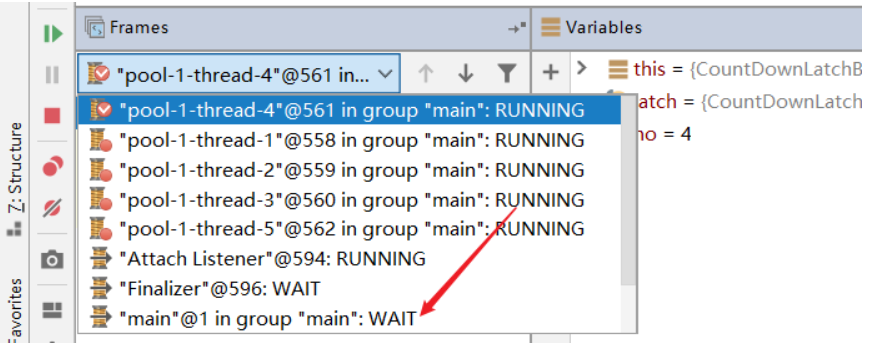 Frames
Variables
"pool-1-thread-4"@561 in...
this = {CountDownLatchB
"pool-1-thread-4"@561 in group "main": RUNNING
atch = {CountDownLatch
"pool-1-thread-1"@558 in group "main": RUNNING
no = 4
"pool-1-thread-2"@559 in group "main": RUNNING
"pool-1-thread-3"@560 in group "main": RUNNING
"pool-1-thread-5"@562 in group "main": RUNNING
"Attach Listener"@594: RUNNING
"Finalizer"@596: WAIT
"main"@1 in group "main": WAIT
Z: Structure
Favorites